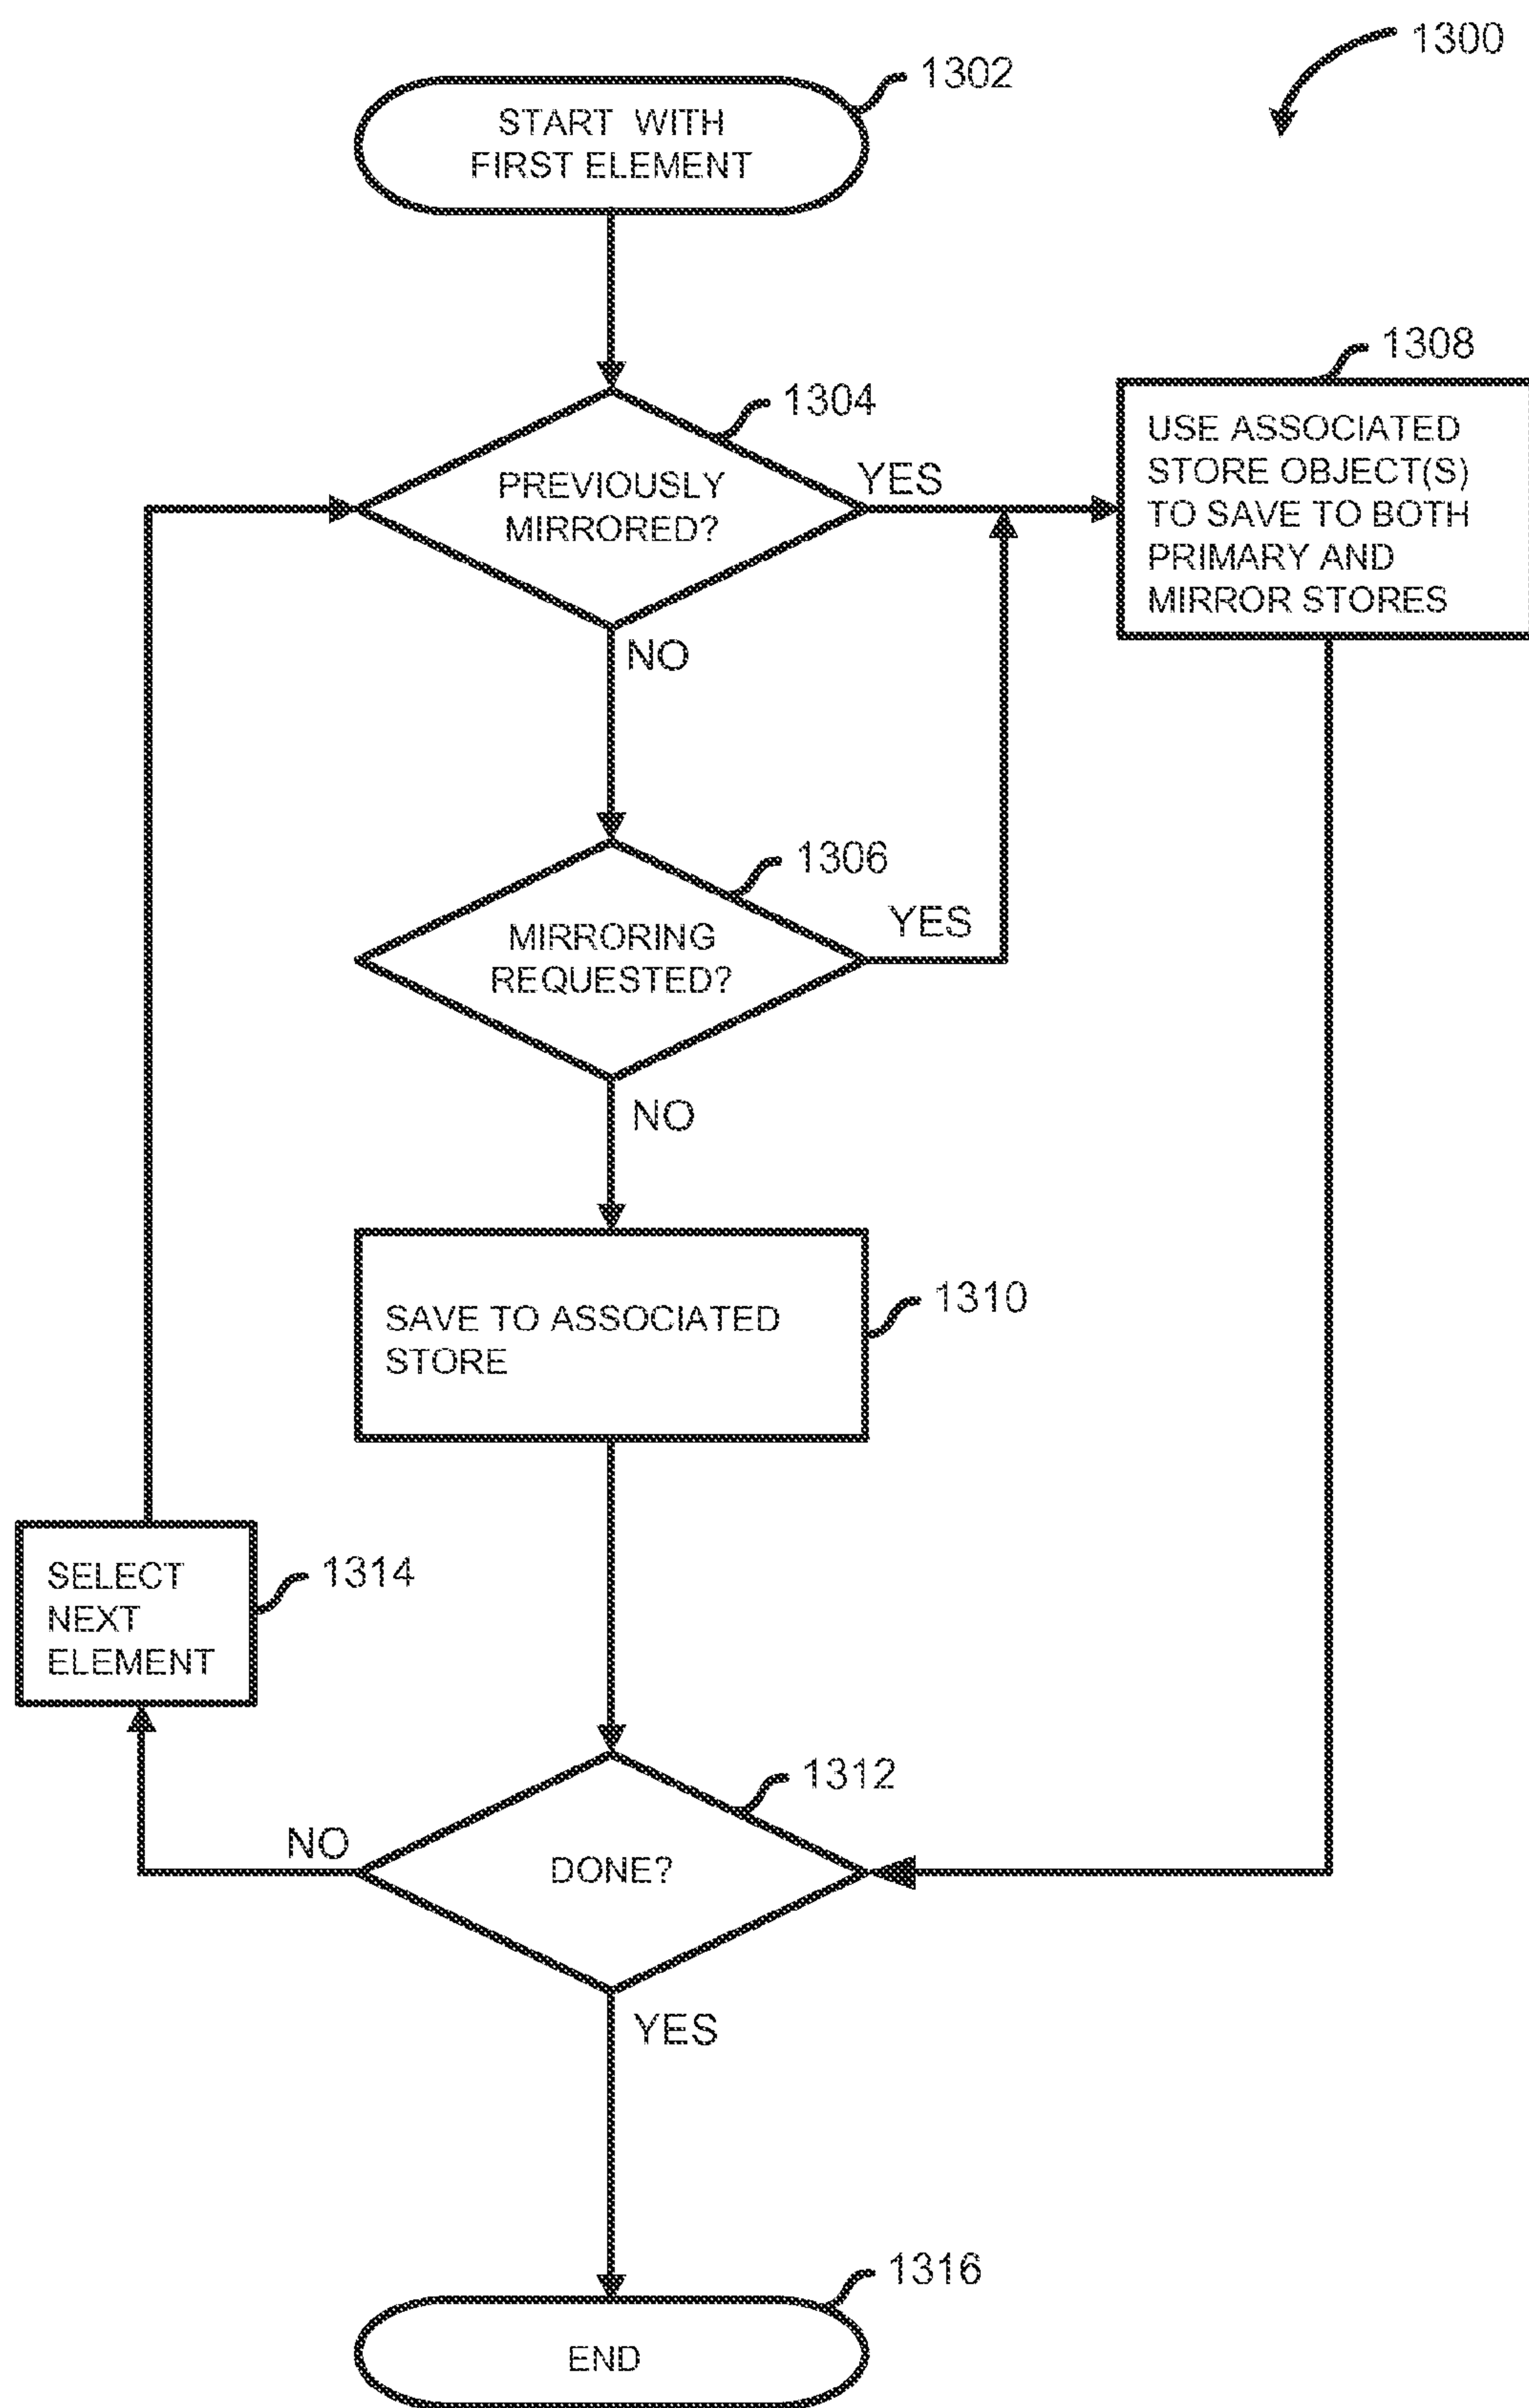 1300
1302
START WITH
FIRST ELEMENT
1304
PREVIOUSLY
MIRRORED?
YES
NO
1308
USE ASSOCIATED
STORE OBJECT(S)
TO SAVE TO BOTH
PRIMARY AND
MIRROR STORES
1306
MIRRORING
REQUESTED?
YES
NO
1310
SAVE TO ASSOCIATED
STORE
1314
SELECT
NEXT
ELEMENT
1312
DONE?
NO
YES
1316
END